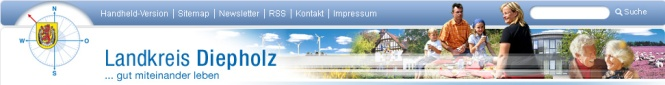 Handheld-Version | Sitemap | Newsletter | RSS | Kontakt | Impressum
Suche
N
W O
S
Landkreis Diepholz
... gut miteinander leben